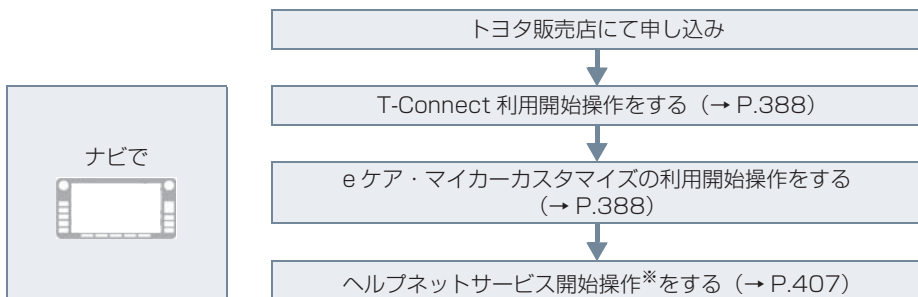 トヨタ販売店にて申し込み
T-Connect 利用開始操作をする（→ P.388）
ナビで
e ケア・マイカーカスタマイズの利用開始操作をする
（→ P.388）
ヘルプネットサービス開始操作※をする（→ P.407）